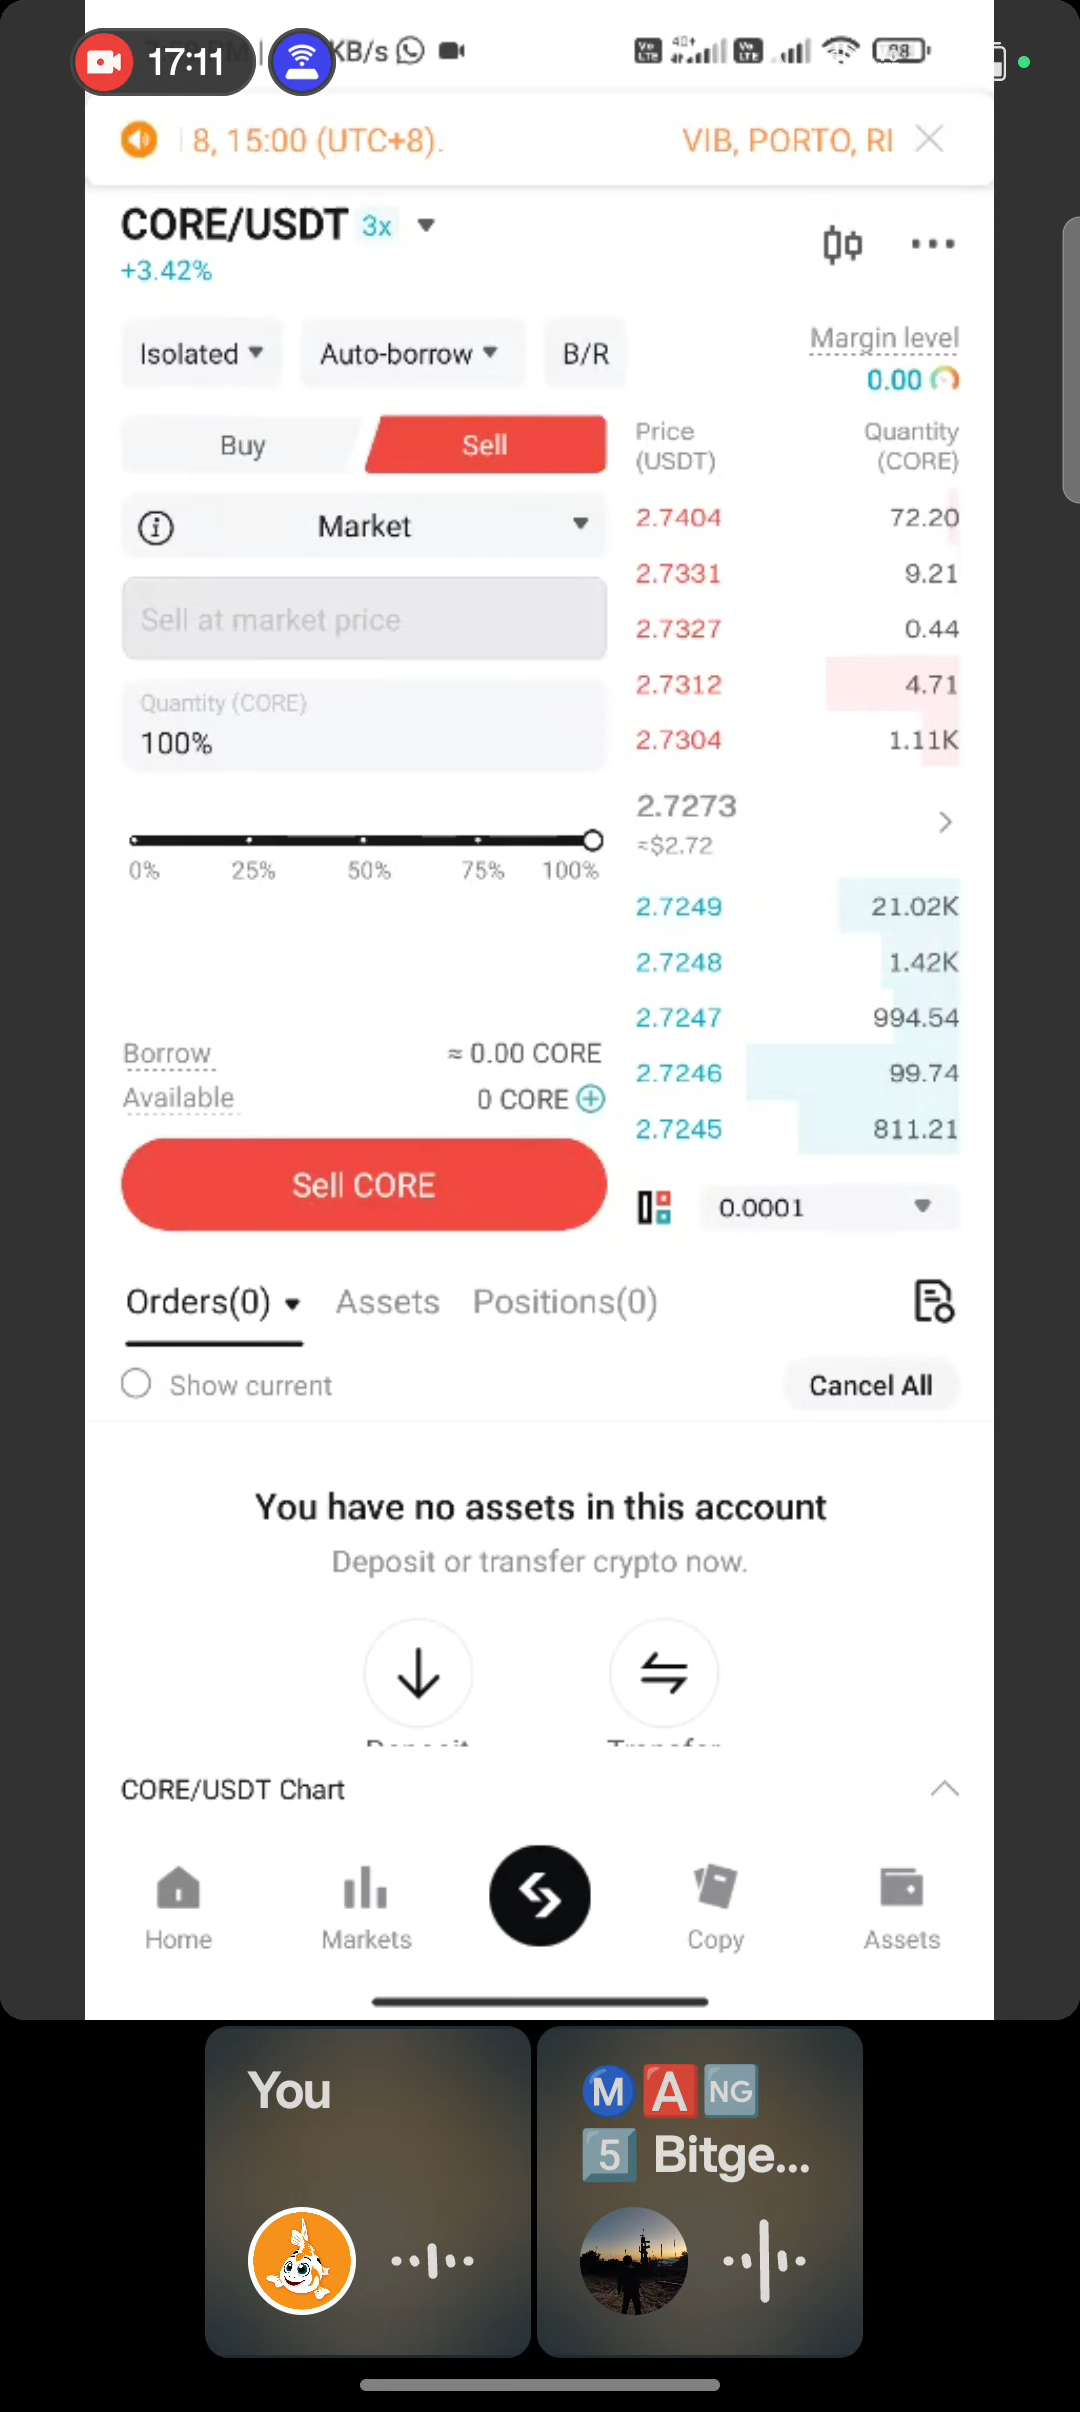 17:11
KB/s
8, 15:00 (UTC+8).
VIB, PORTO, RI
CORE/USDT 3x
+3.42%
Isolated
Auto-borrow
B/R
Margin level
0.00
Buy
Sell
Market
Sell at market price
Quantity (CORE)
100%
0% 25% 50% 75% 100%
Borrow ≈ 0.00 CORE
Available 0 CORE
Sell CORE
Price (USDT) Quantity (CORE)
2.7404 72.20
2.7331 9.21
2.7327 0.44
2.7312 4.71
2.7304 1.11K
2.7273
≈$2.72
2.7249 21.02K
2.7248 1.42K
2.7247 994.54
2.7246 99.74
2.7245 811.21
0.0001
Orders(0) Assets Positions(0)
Show current
Cancel All
You have no assets in this account
Deposit or transfer crypto now.
Deposit Transfer
CORE/USDT Chart
Home Markets Copy Assets
You
Ⓜ️🅰️🆖
5️⃣ Bitge...